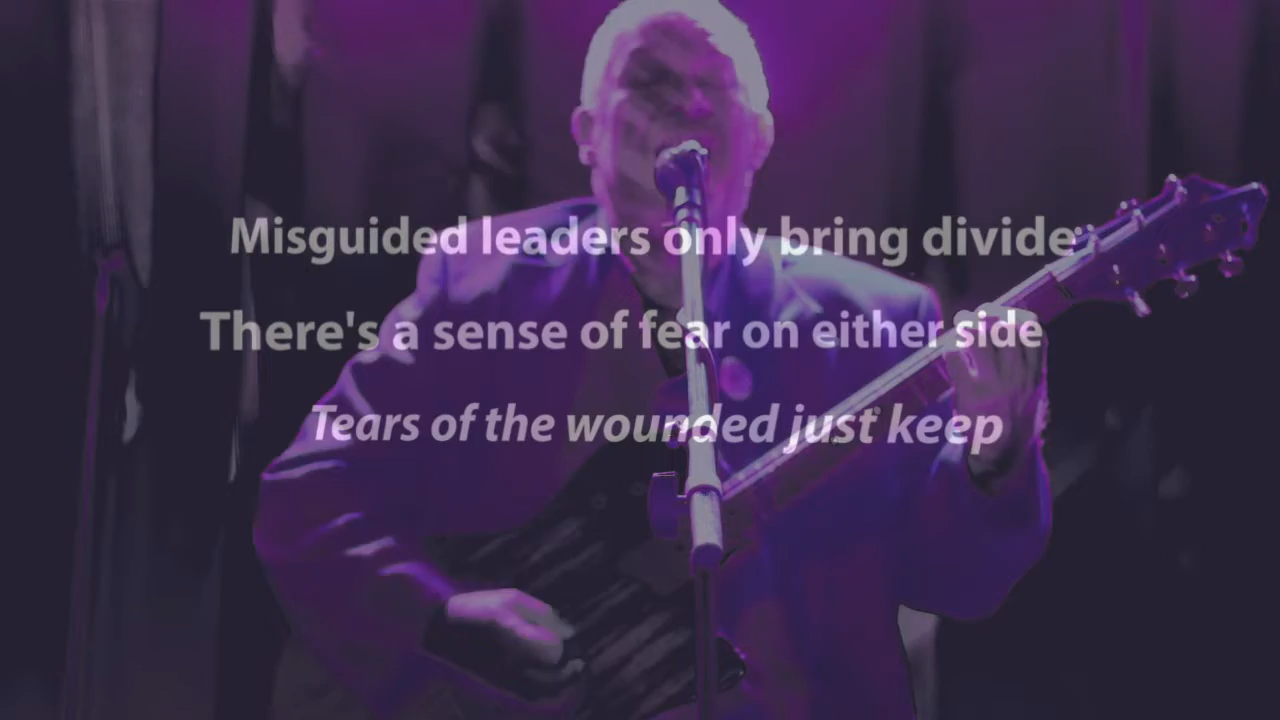 Misguided leaders only bring divide
There's a sense of fear on either side
Tears of the wounded just keep